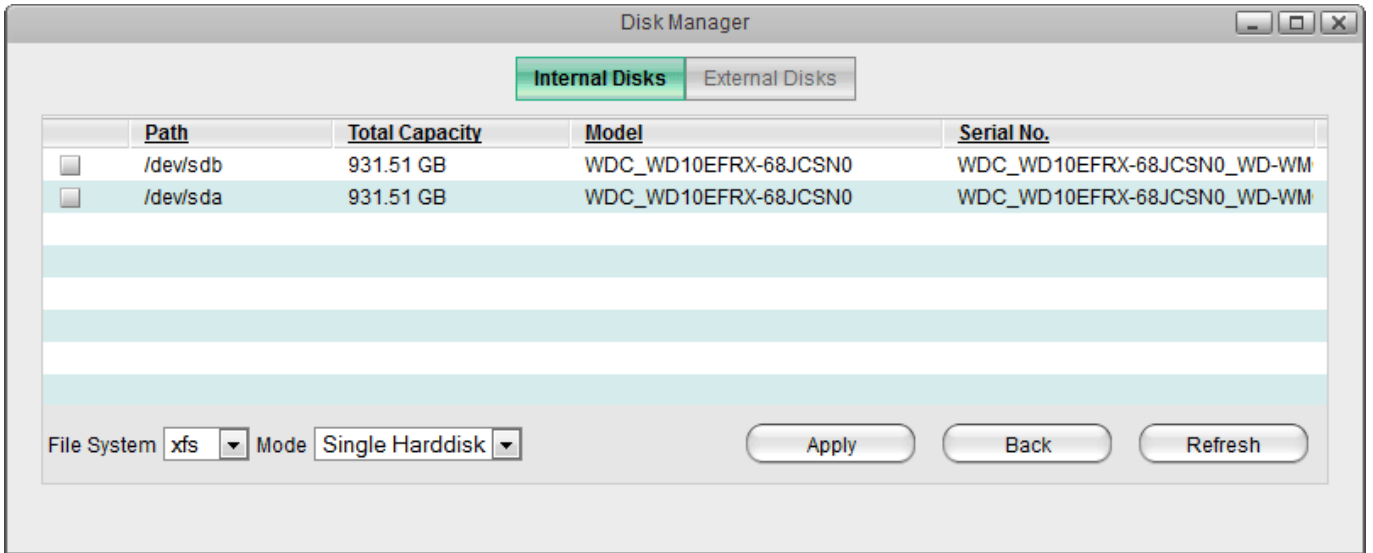 Disk Manager
Internal Disks External Disks
Path Total Capacity Model Serial No.
/dev/sdb 931.51 GB WDC_WD10EFRX-68JCSN0 WDC_WD10EFRX-68JCSN0_WD-WM
/dev/sda 931.51 GB WDC_WD10EFRX-68JCSN0 WDC_WD10EFRX-68JCSN0_WD-WM
File System xfs Mode Single Harddisk Apply Back Refresh